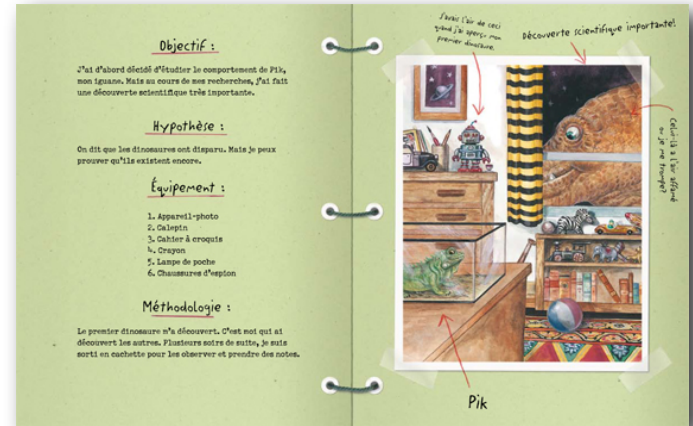 Objectif :
J'ai d'abord décidé d'étudier le comportement de Pik,
mon iguane. Mais au cours de mes recherches, j'ai fait
une découverte scientifique très importante.
Hypothèse :
On dit que les dinosaures ont disparu. Mais je peux
prouver qu'ils existent encore.
Équipement :
1. Appareil-photo
2. Calepin
3. Cahier à croquis
4. Crayon
5. Lampe de poche
6. Chaussures d'espion
Méthodologie :
Le premier dinosaure m'a découvert. C'est moi qui ai
découvert les autres. Plusieurs soirs de suite, je suis
sorti en cachette pour les observer et prendre des notes.
J'avais l'air de ceci
quand j'ai aperçu mon
premier dinosaure.
Découverte scientifique importante!
Celui-là a l'air affamé
ou je me trompe?
Pik